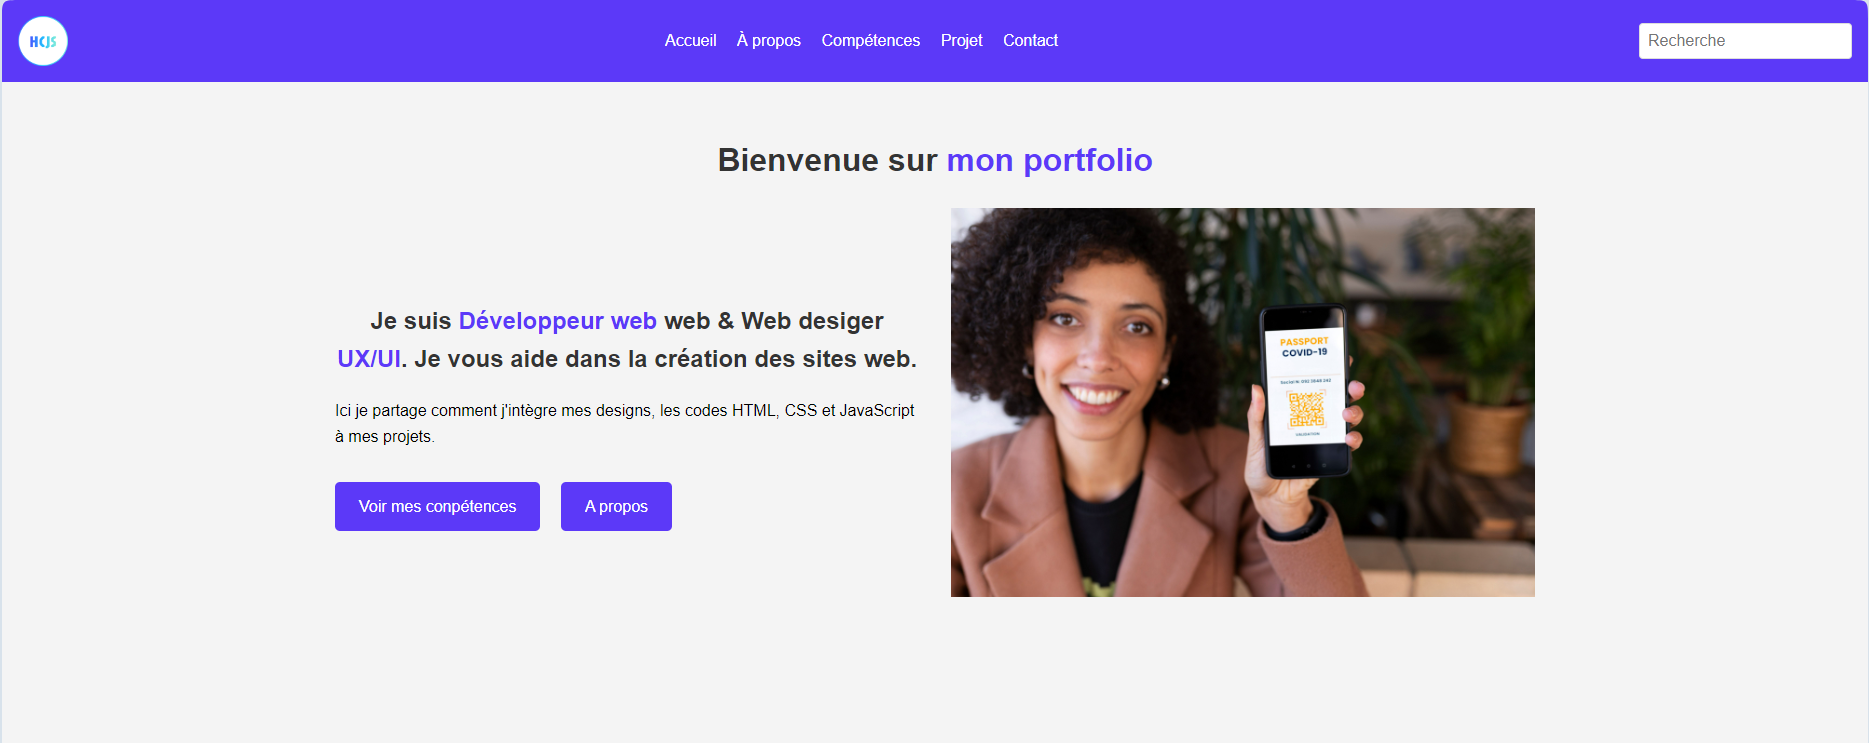 HCJS
Accueil À propos Compétences Projet Contact
Recherche
Bienvenue sur mon portfolio
Je suis Développeur web web & Web desiger
UX/UI. Je vous aide dans la création des sites web.
Ici je partage comment j'intègre mes designs, les codes HTML, CSS et JavaScript
à mes projets.
Voir mes conpétences
A propos
PASSPORT
COVID-19